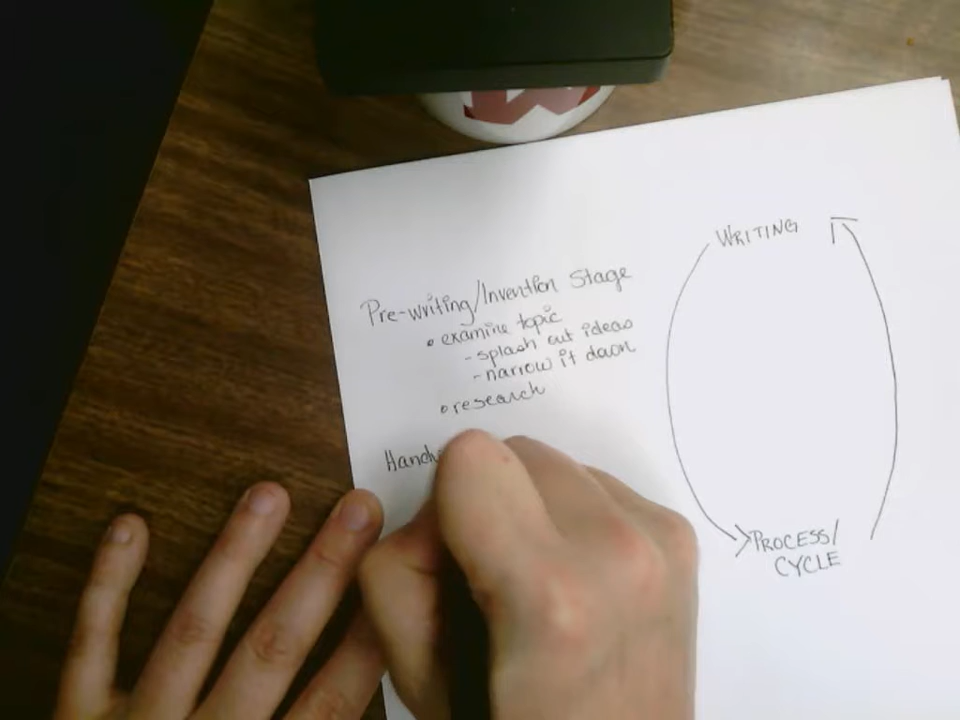 Pre-writing/Invention Stage
• examine topic
- splash out ideas
- narrow it down
• research
WRITING
PROCESS/
CYCLE